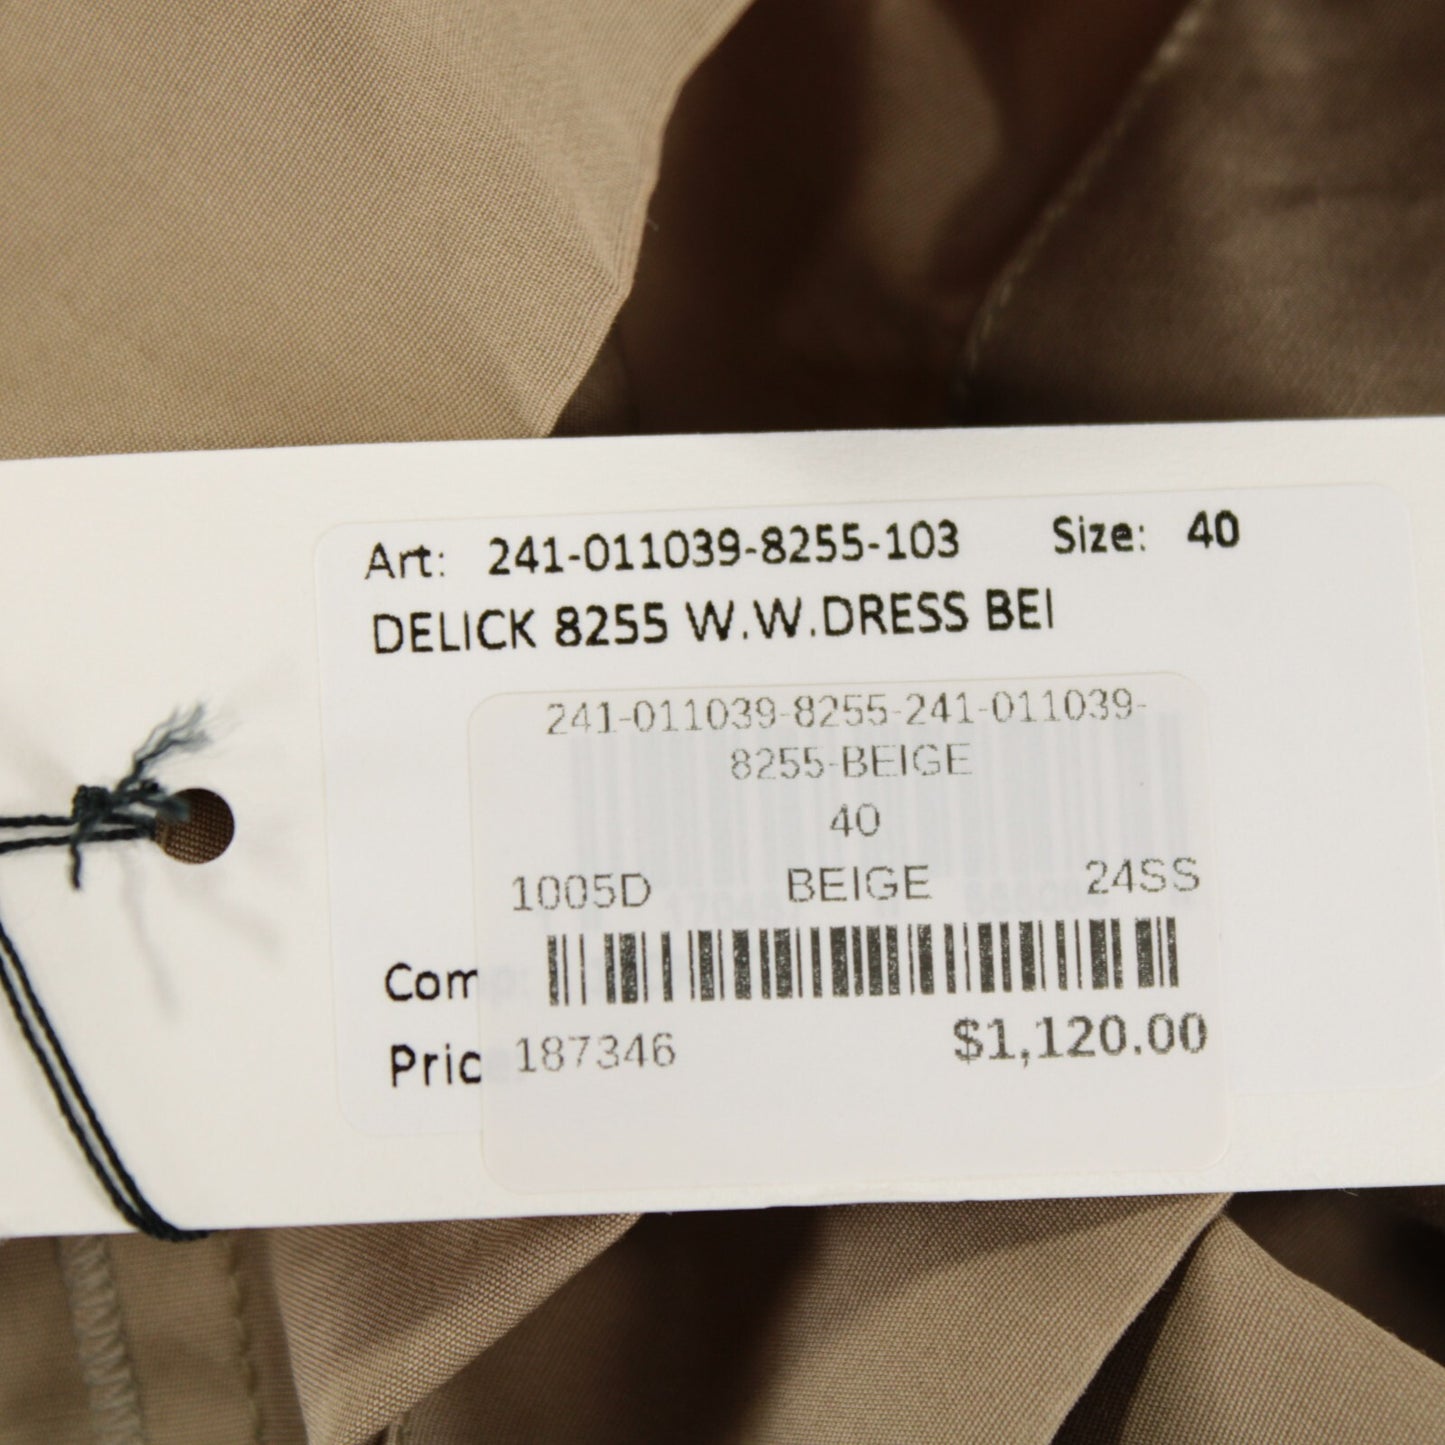 Art: 241-011039-8255-103 Size: 40
DELICK 8255 W.W.DRESS BEI
241-011039-8255-241-011039-
8255-BEIGE
40
1005D BEIGE 24SS
Comp:
Pric 187346 $1,120.00